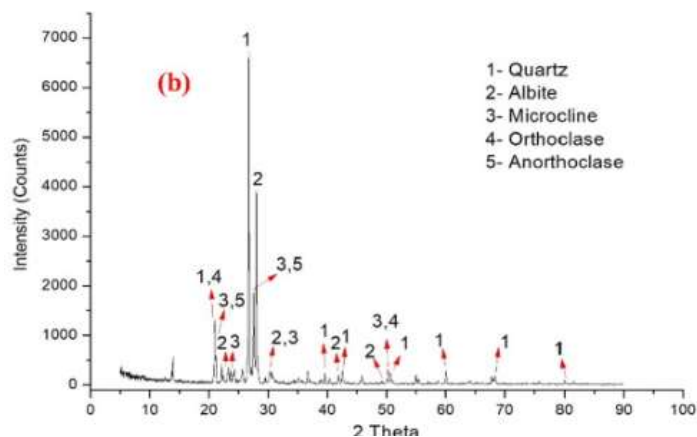 7000
6000
5000
4000
3000
2000
1000
0
Intensity (Counts)
(b)
1
2
1,4
3,5
3,5
2 3
2,3
1
2 1
3,4
2
1
1
1
1
1- Quartz
2- Albite
3- Microcline
4- Orthoclase
5- Anorthoclase
0 10 20 30 40 50 60 70 80 90 100
2 Theta